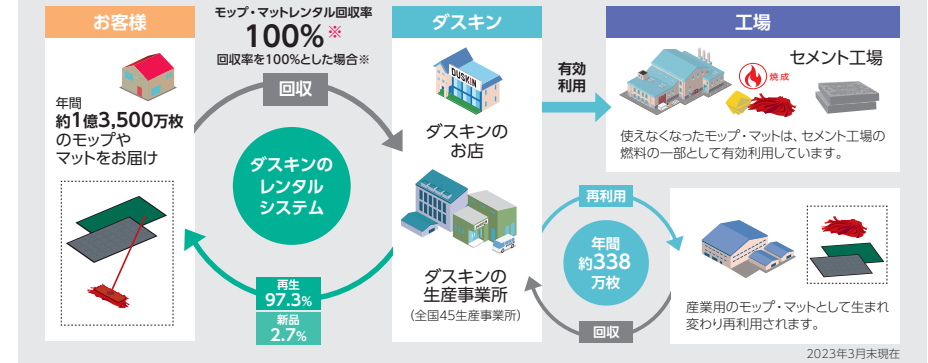 お客様
年間
約1億3,500万枚
のモップや
マットをお届け
モップ・マットレンタル回収率
100%※
回収率を100%とした場合※
回収
ダスキンの
レンタル
システム
再生
97.3%
新品
2.7%
ダスキン
DUSKIN
ダスキンの
お店
ダスキンの
生産事業所
(全国45生産事業所)
有効
利用
工場
セメント工場
焼成
使えなくなったモップ・マットは、セメント工場の
燃料の一部として有効利用しています。
再利用
年間
約338
万枚
回収
産業用のモップ・マットとして生まれ
変わり再利用されます。
2023年3月末現在